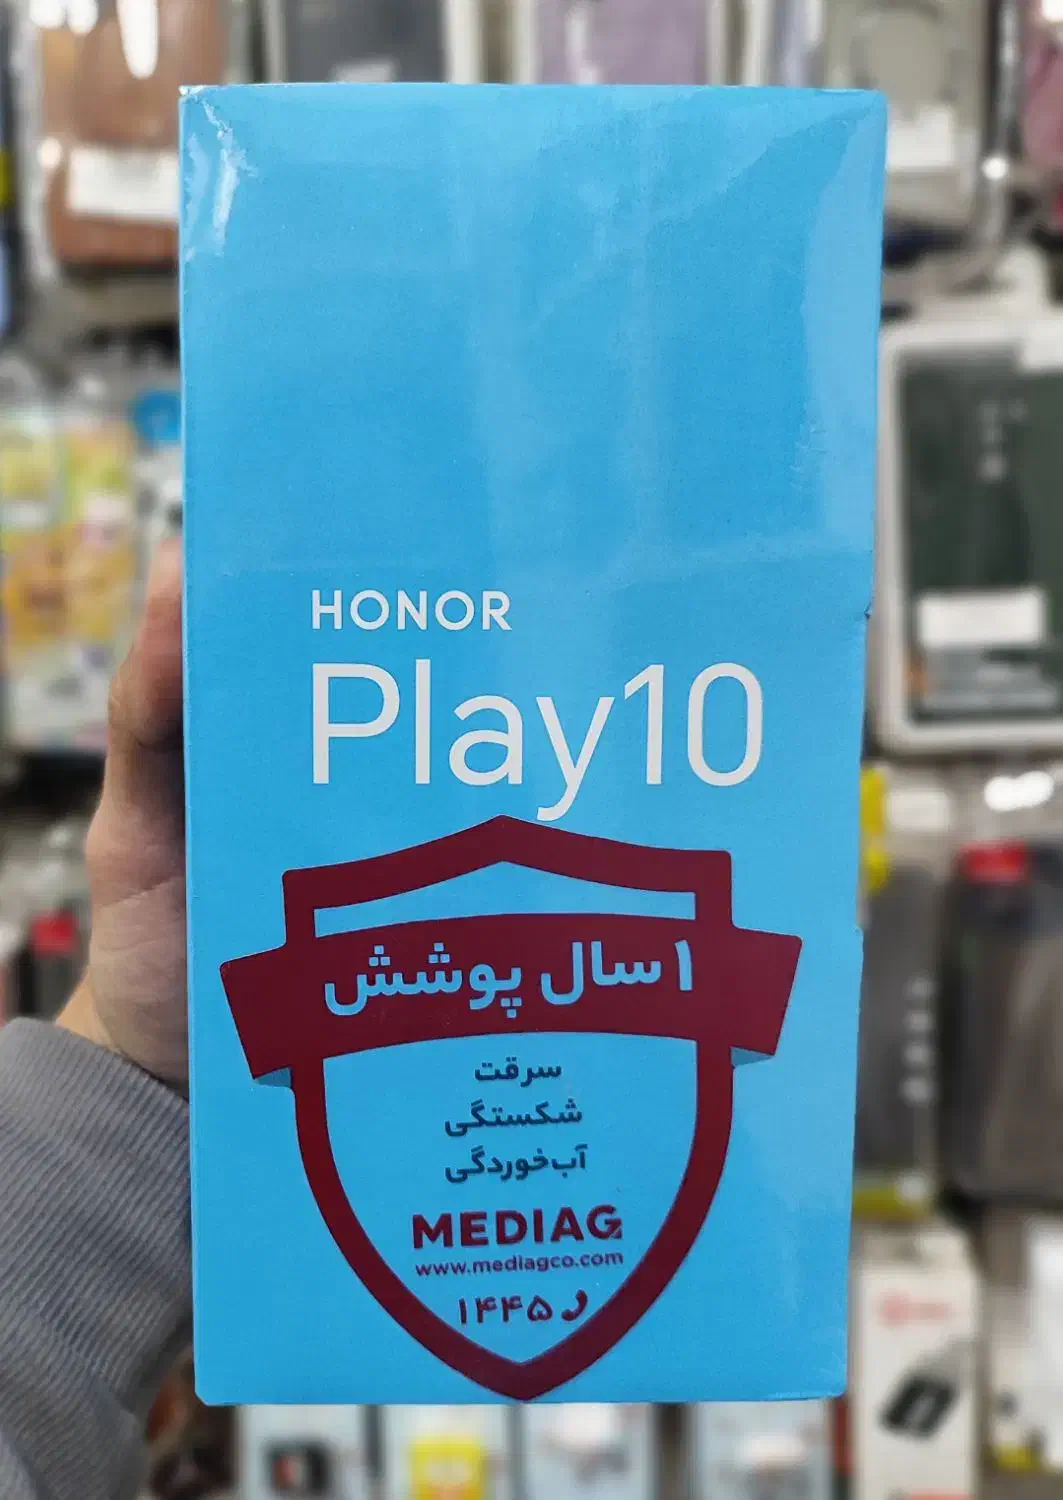 HONOR
Play10
۱ سال پوشش
سرقت
شکستگی
آب‌خوردگی
MEDIAG
www.mediagco.com
۱۴۴۵